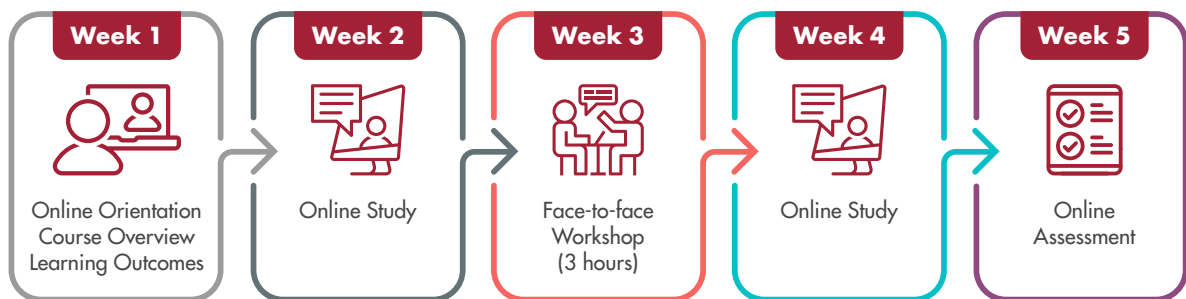 Week 1
Online Orientation
Course Overview
Learning Outcomes
Week 2
Online Study
Week 3
Face-to-face
Workshop
(3 hours)
Week 4
Online Study
Week 5
Online
Assessment